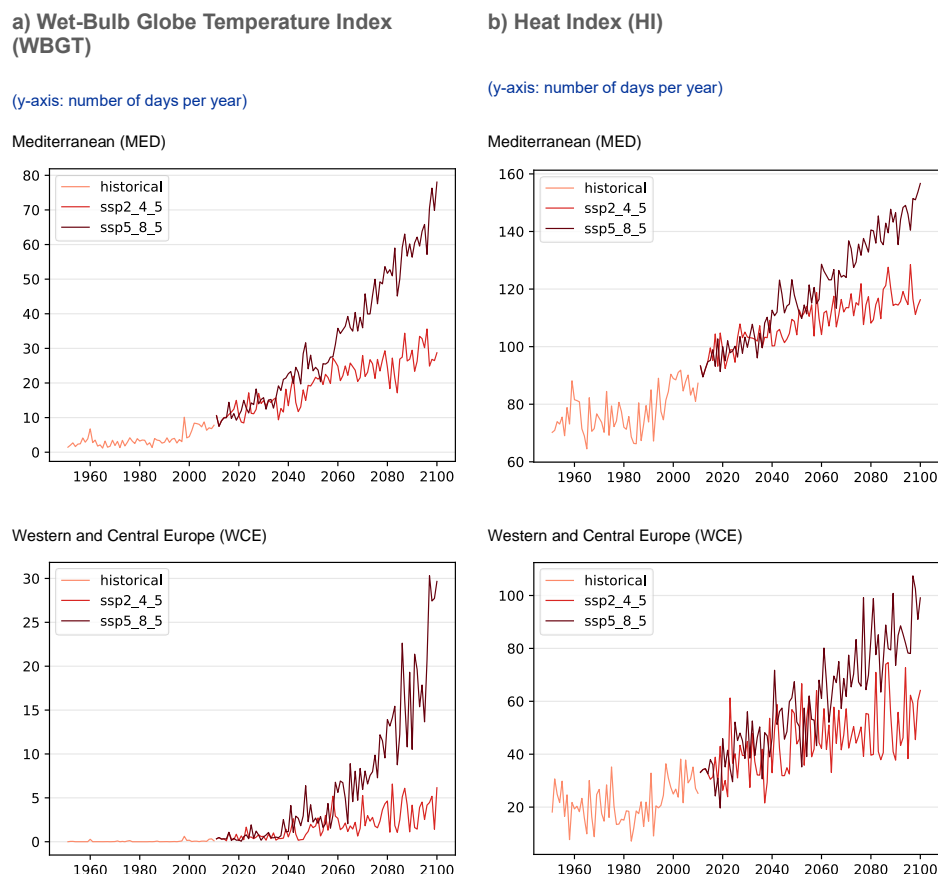 a) Wet-Bulb Globe Temperature Index
(WBGT)
(y-axis: number of days per year)
Mediterranean (MED)
80
70
60
50
40
30
20
10
0
historical
ssp2_4_5
ssp5_8_5
1960 1980 2000 2020 2040 2060 2080 2100
b) Heat Index (HI)
(y-axis: number of days per year)
Mediterranean (MED)
160
140
120
100
80
60
historical
ssp2_4_5
ssp5_8_5
1960 1980 2000 2020 2040 2060 2080 2100
Western and Central Europe (WCE)
30
25
20
15
10
5
0
historical
ssp2_4_5
ssp5_8_5
1960 1980 2000 2020 2040 2060 2080 2100
Western and Central Europe (WCE)
100
80
60
40
20
historical
ssp2_4_5
ssp5_8_5
1960 1980 2000 2020 2040 2060 2080 2100